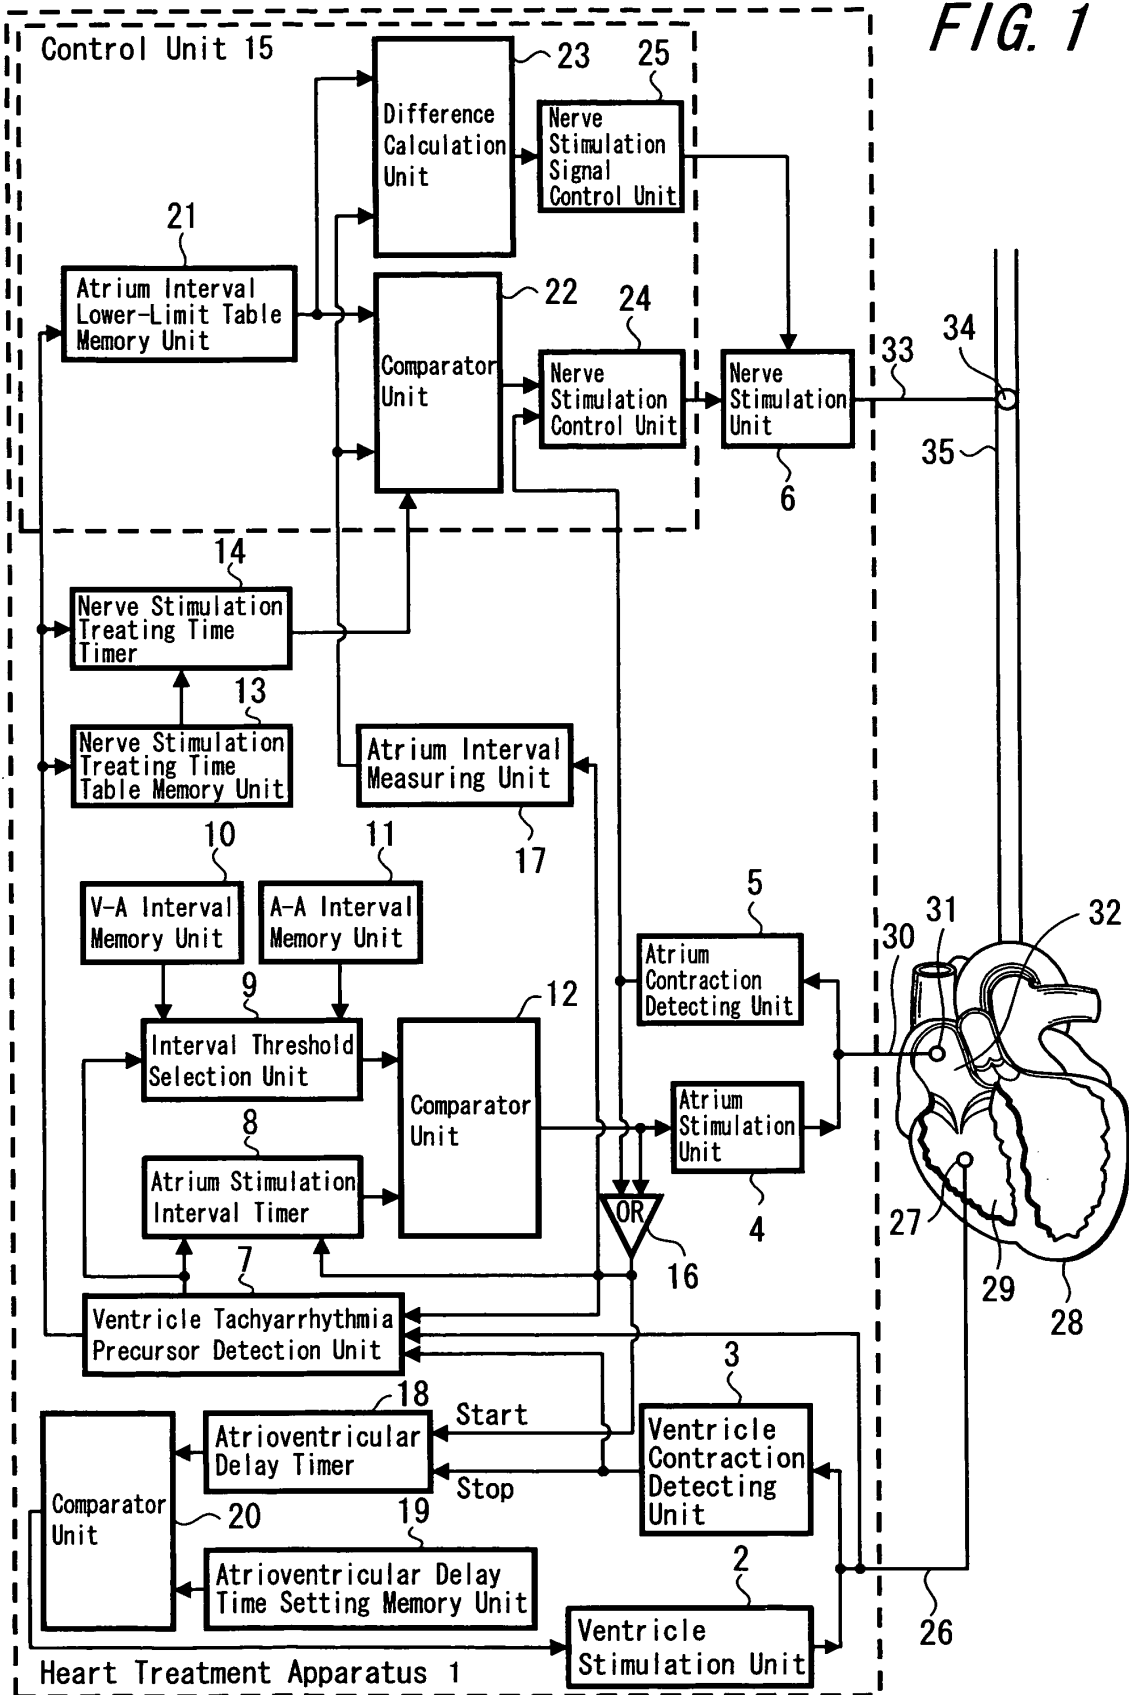 FIG. 1
Control Unit 15
23
25
Difference
Calculation
Unit
Nerve
Stimulation
Signal
Control Unit
21
Atrium Interval
Lower-Limit Table
Memory Unit
22
24
Comparator
Unit
Nerve
Stimulation
Control Unit
Nerve
Stimulation
Unit
6
33
34
35
14
Nerve Stimulation
Treating Time
Timer
13
Nerve Stimulation
Treating Time
Table Memory Unit
Atrium Interval
Measuring Unit
17
10
11
V-A Interval
Memory Unit
A-A Interval
Memory Unit
5
Atrium
Contraction
Detecting Unit
30
31
32
9
Interval Threshold
Selection Unit
12
Comparator
Unit
8
Atrium Stimulation
Interval Timer
Atrium
Stimulation
Unit
4
OR
16
27
29
28
7
Ventricle Tachyarrhythmia
Precursor Detection Unit
3
Ventricle
Contraction
Detecting
Unit
18
Atrioventricular
Delay Timer
Start
Stop
Comparator
Unit
20
19
Atrioventricular Delay
Time Setting Memory Unit
2
Ventricle
Stimulation Unit
26
Heart Treatment Apparatus 1